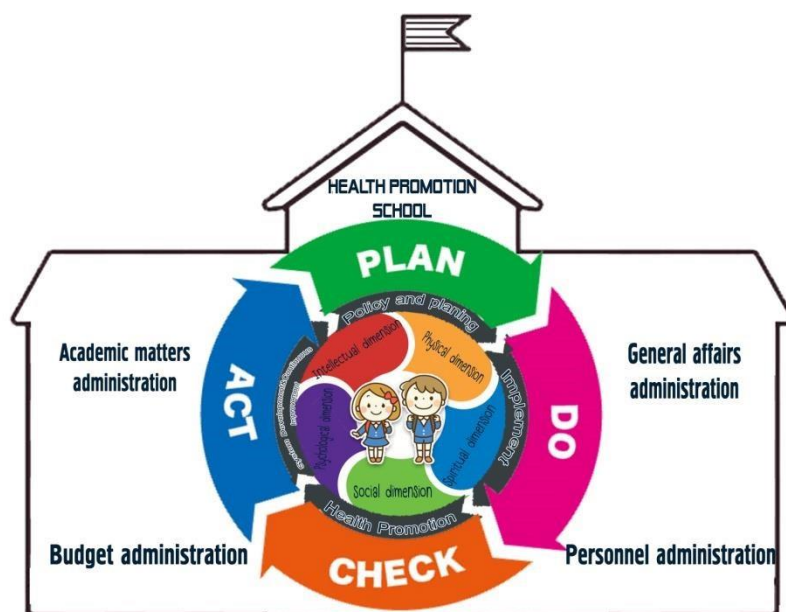 HEALTH PROMOTION
SCHOOL
PLAN
Policy and planing
Intellectual dimension
Physical dimension
Academic matters
administration
General affairs
administration
ACT
DO
Implement
Psychological dimension
Spiritual dimension
Social dimension
Health Promotion
CHECK
Budget administration
Personnel administration